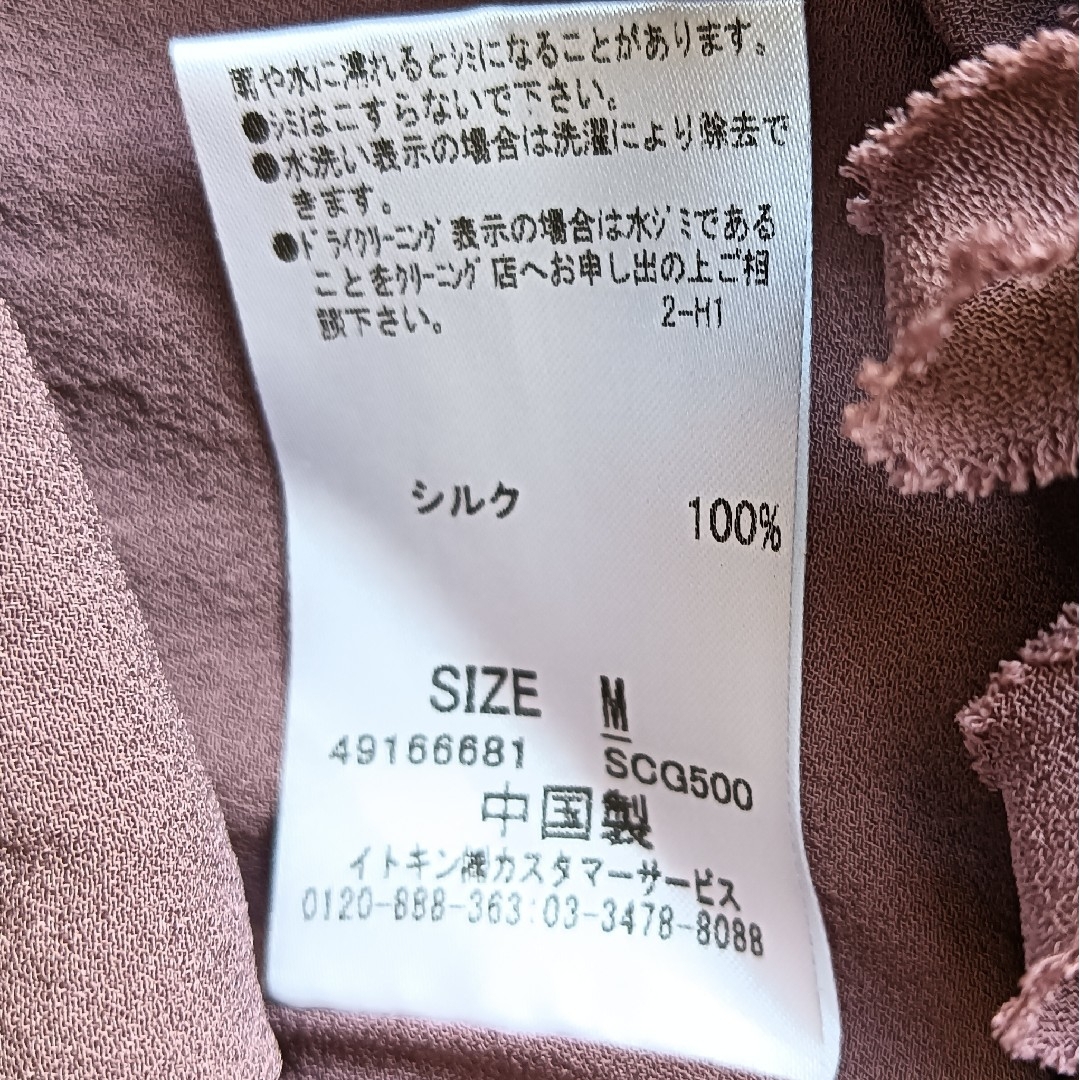 雨や水に濡れるとｼﾐになることがあります。
●ｼﾐはこすらないで下さい。
●水洗い表示の場合は洗濯により除去で
きます。
●ﾄﾞﾗｲｸﾘｰﾆﾝｸﾞ表示の場合は水ｼﾞﾐである
ことをｸﾘｰﾆﾝｸﾞ店へお申し出の上ご相
談下さい。 2-H1
シルク 100%
SIZE M
49166681 SCG500
中国製
イトキン㈱カスタマーサービス
0120-888-363:03-3478-8088